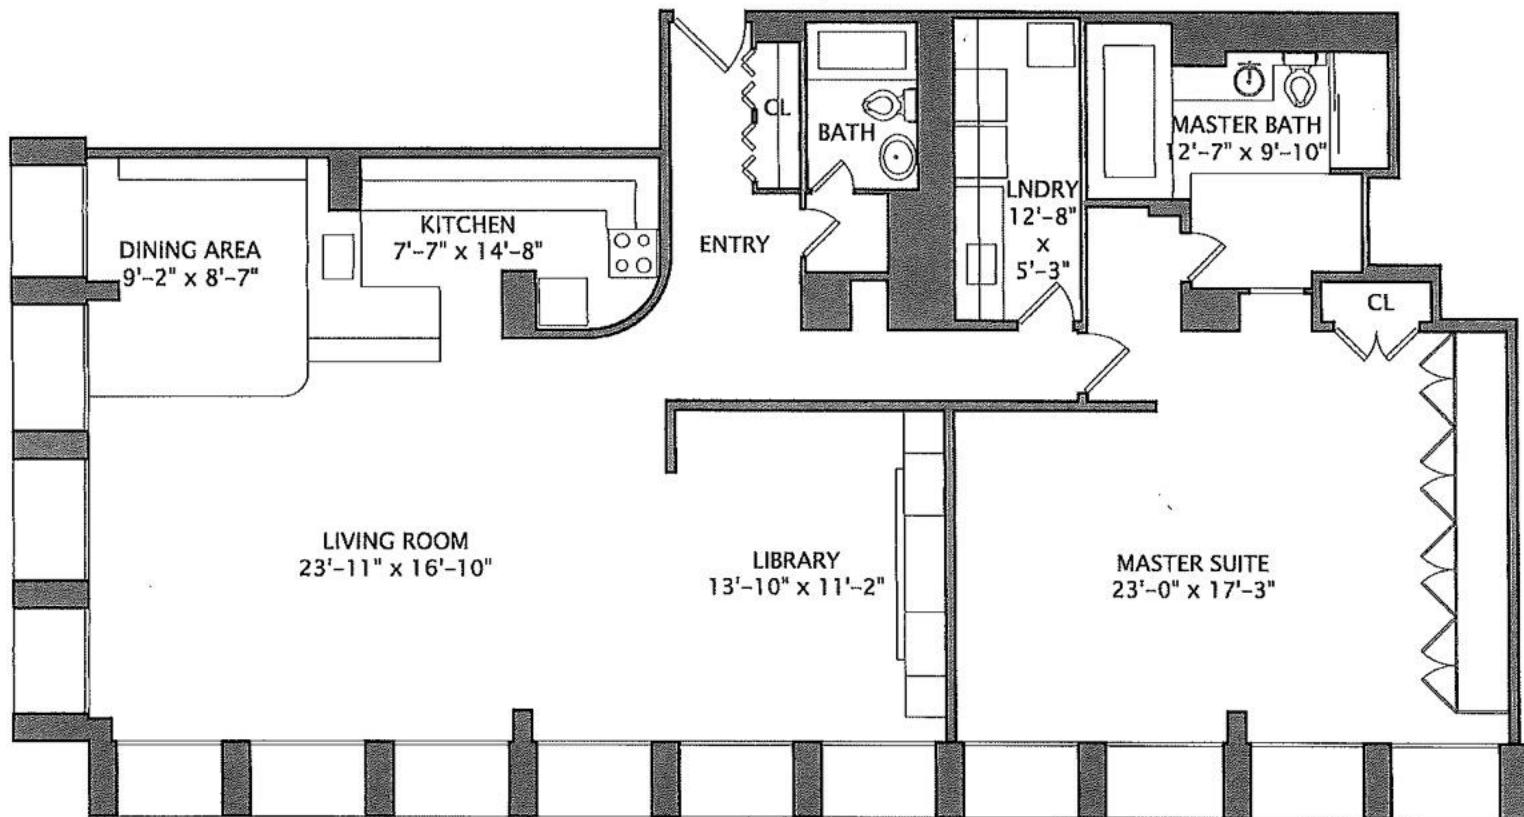 CL
BATH
MASTER BATH
12'-7" x 9'-10"
LNDRY
12'-8"
x
5'-3"
KITCHEN
7'-7" x 14'-8"
ENTRY
DINING AREA
9'-2" x 8'-7"
CL
LIVING ROOM
23'-11" x 16'-10"
LIBRARY
13'-10" x 11'-2"
MASTER SUITE
23'-0" x 17'-3"